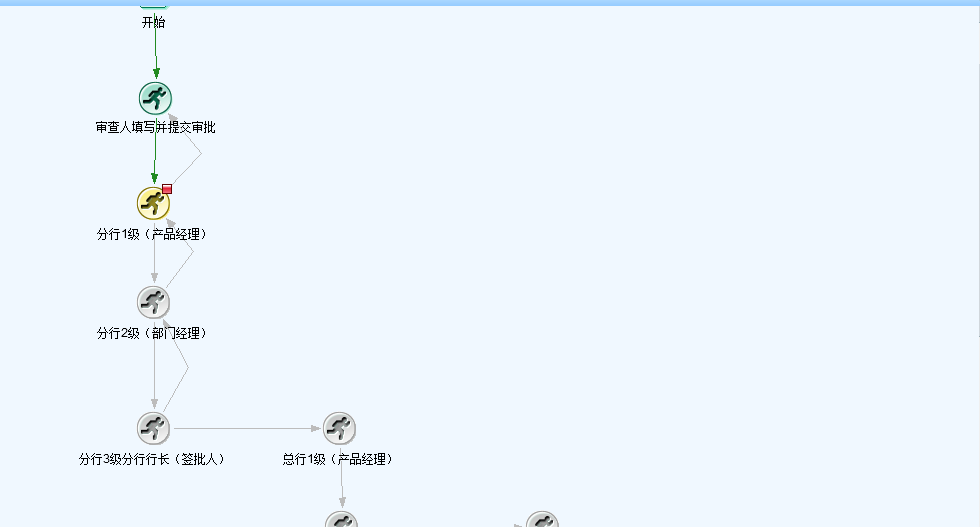 开始
审查人填写并提交审批
分行1级（产品经理）
分行2级（部门经理）
分行3级分行行长（签批人）
总行1级（产品经理）